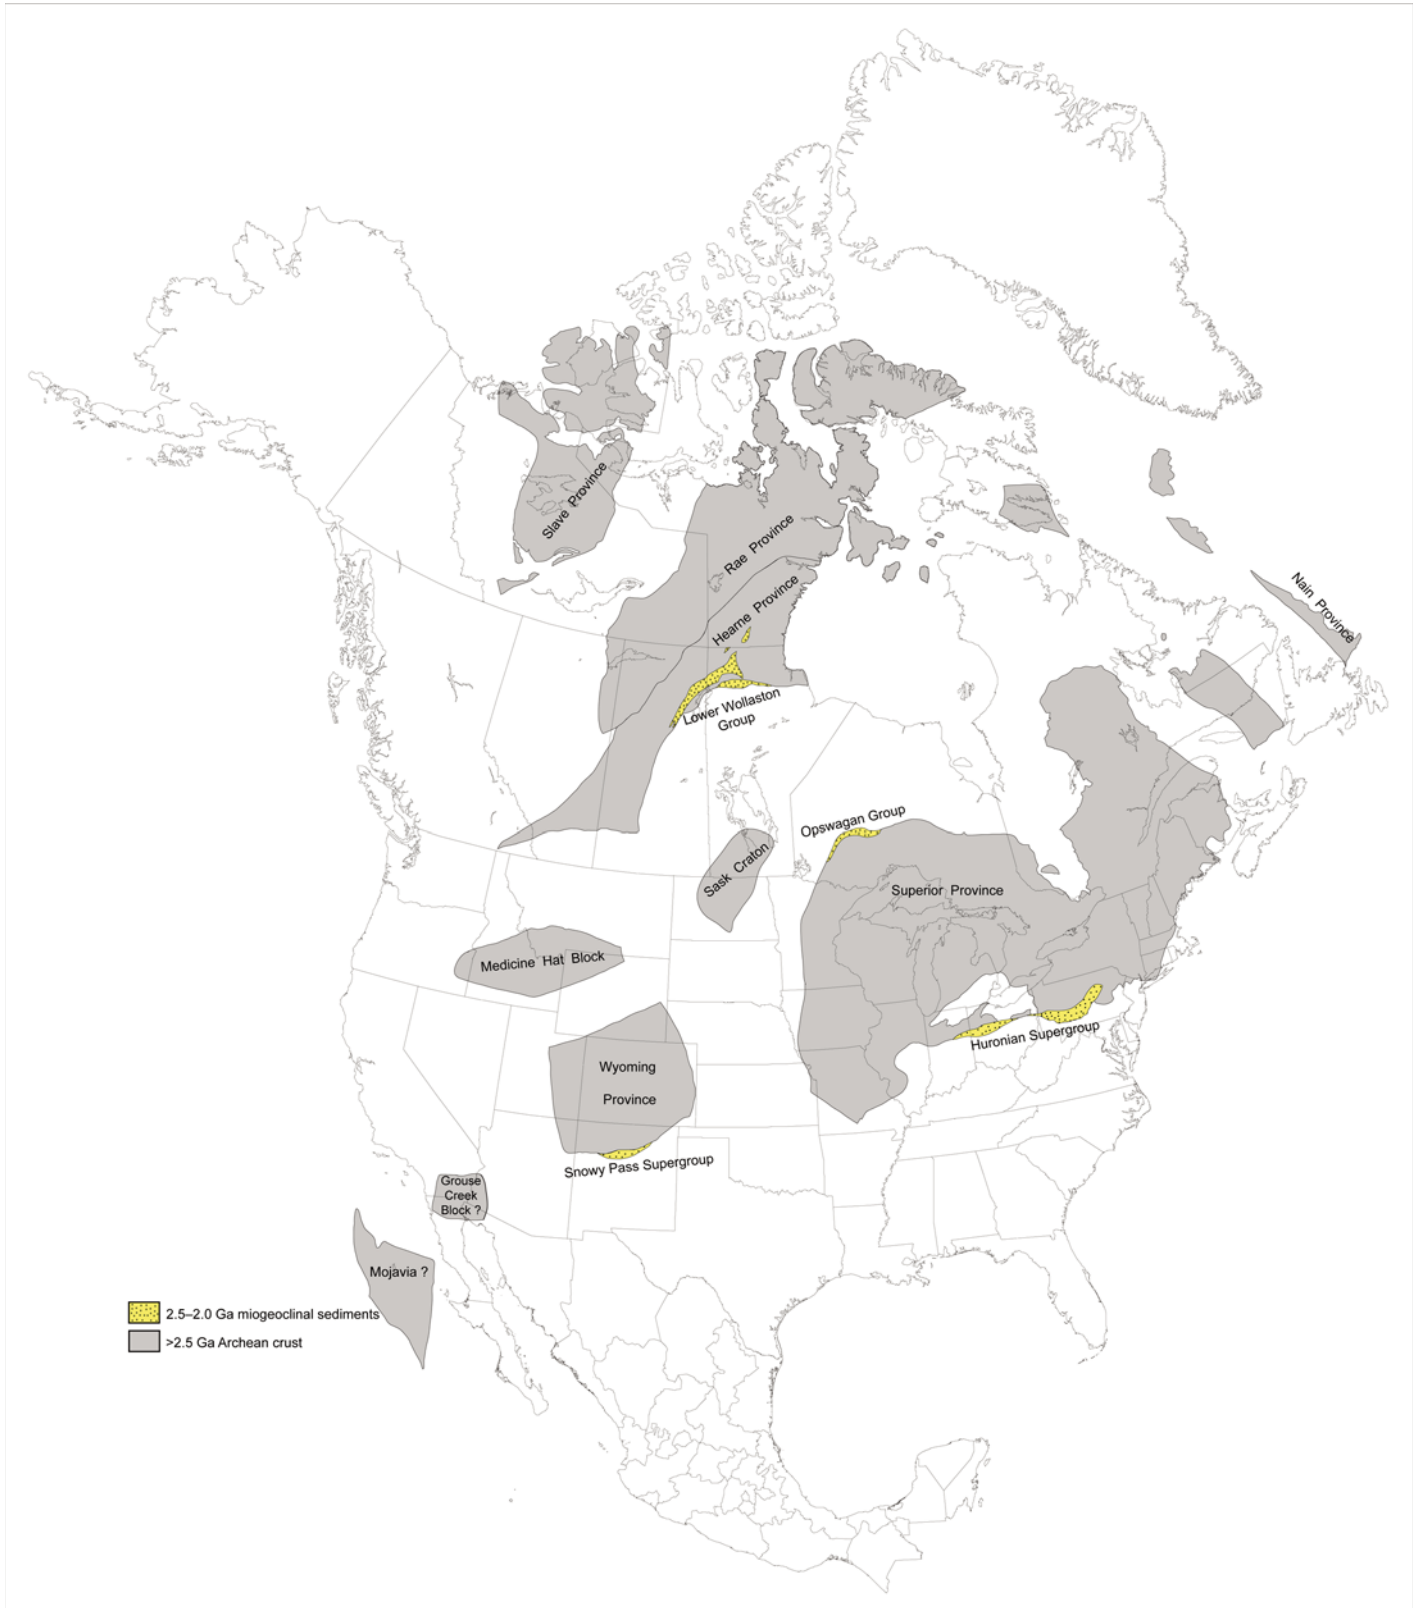 Slave Province
Rae Province
Hearne Province
Nain Province
Lower Wollaston
Group
Opswagan Group
Sask Craton
Superior Province
Medicine Hat Block
Huronian Supergroup
Wyoming
Province
Snowy Pass Supergroup
Grouse
Creek
Block ?
Mojavia ?
2.5–2.0 Ga miogeoclinal sediments
>2.5 Ga Archean crust